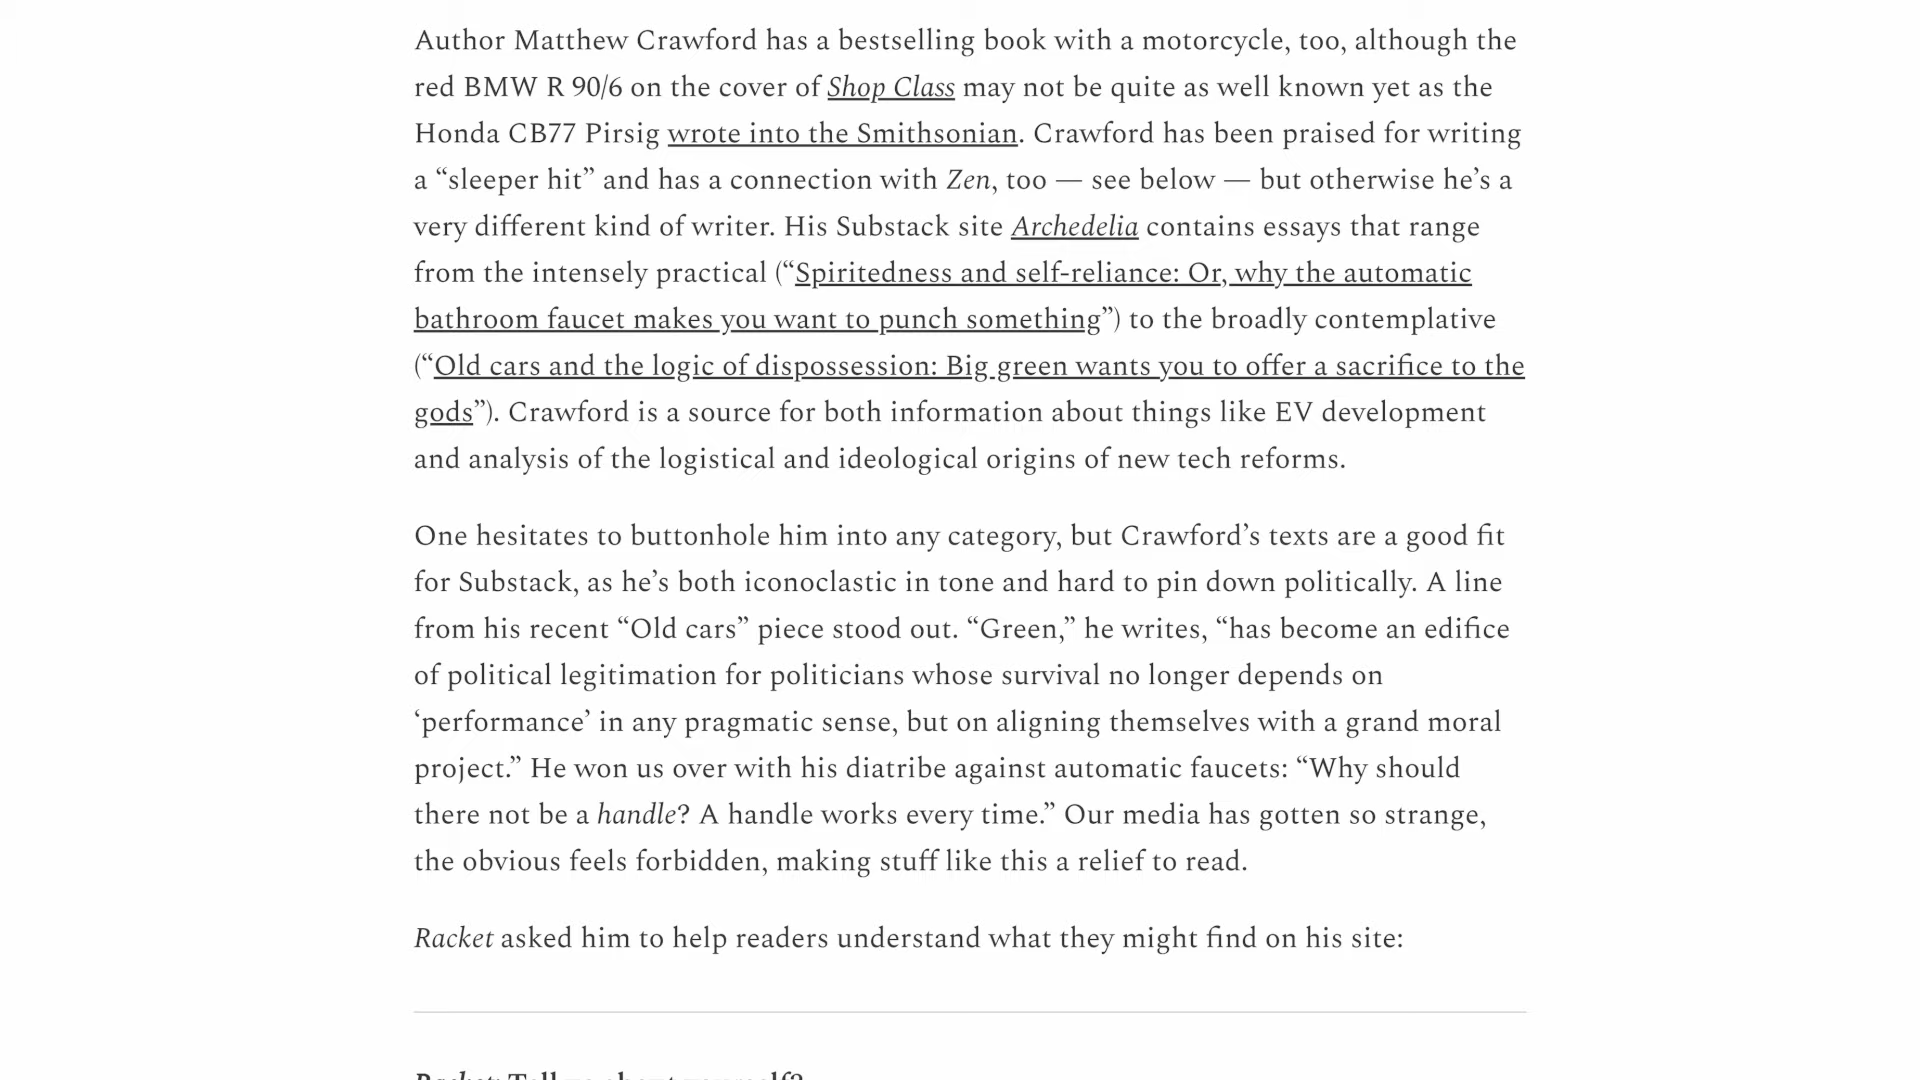 Author Matthew Crawford has a bestselling book with a motorcycle, too, although the
red BMW R 90/6 on the cover of Shop Class may not be quite as well known yet as the
Honda CB77 Pirsig wrote into the Smithsonian. Crawford has been praised for writing
a “sleeper hit” and has a connection with Zen, too — see below — but otherwise he’s a
very different kind of writer. His Substack site Archedelia contains essays that range
from the intensely practical (“Spiritedness and self-reliance: Or, why the automatic
bathroom faucet makes you want to punch something”) to the broadly contemplative
(“Old cars and the logic of dispossession: Big green wants you to offer a sacrifice to the
gods”). Crawford is a source for both information about things like EV development
and analysis of the logistical and ideological origins of new tech reforms.
One hesitates to buttonhole him into any category, but Crawford’s texts are a good fit
for Substack, as he’s both iconoclastic in tone and hard to pin down politically. A line
from his recent “Old cars” piece stood out. “Green,” he writes, “has become an edifice
of political legitimation for politicians whose survival no longer depends on
‘performance’ in any pragmatic sense, but on aligning themselves with a grand moral
project.” He won us over with his diatribe against automatic faucets: “Why should
there not be a handle? A handle works every time.” Our media has gotten so strange,
the obvious feels forbidden, making stuff like this a relief to read.
Racket asked him to help readers understand what they might find on his site:
Racket: Tell us about yourself?